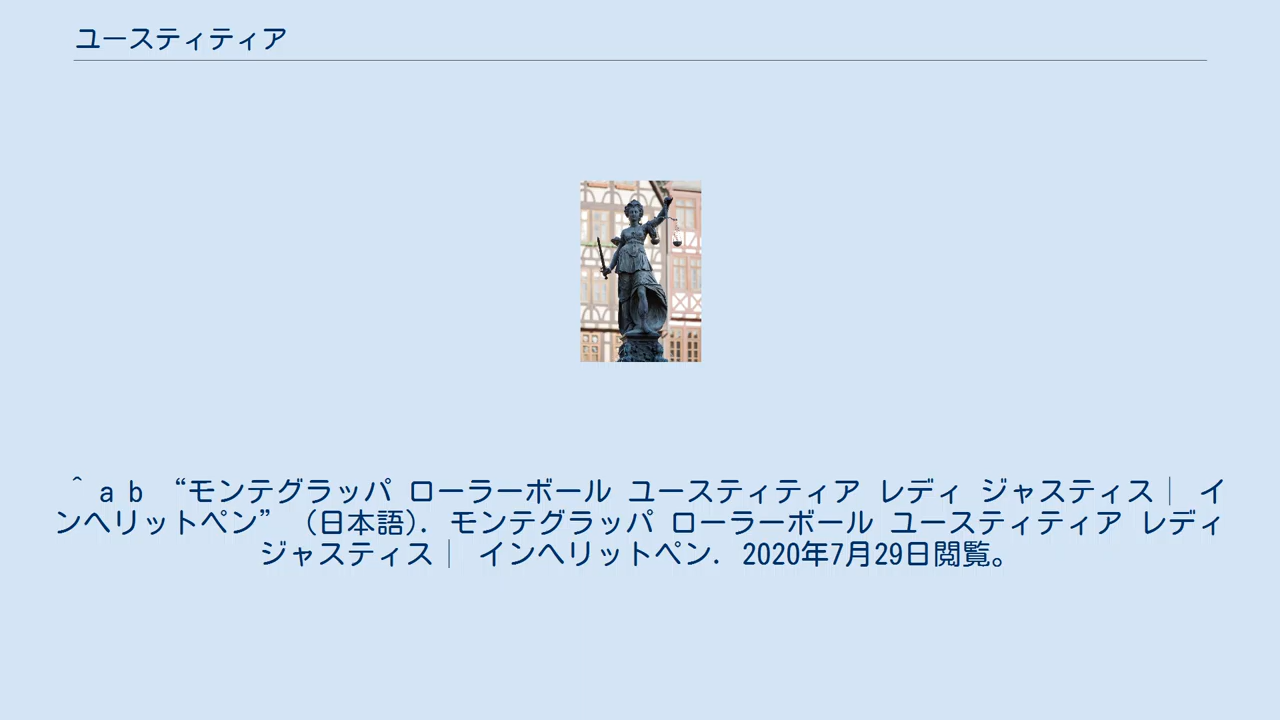 ユースティティア
^ a b “モンテグラッパ ローラーボール ユースティティア レディ ジャスティス│ イ
ンヘリットペン” (日本語). モンテグラッパ ローラーボール ユースティティア レディ
ジャスティス│ インヘリットペン. 2020年7月29日閲覧。